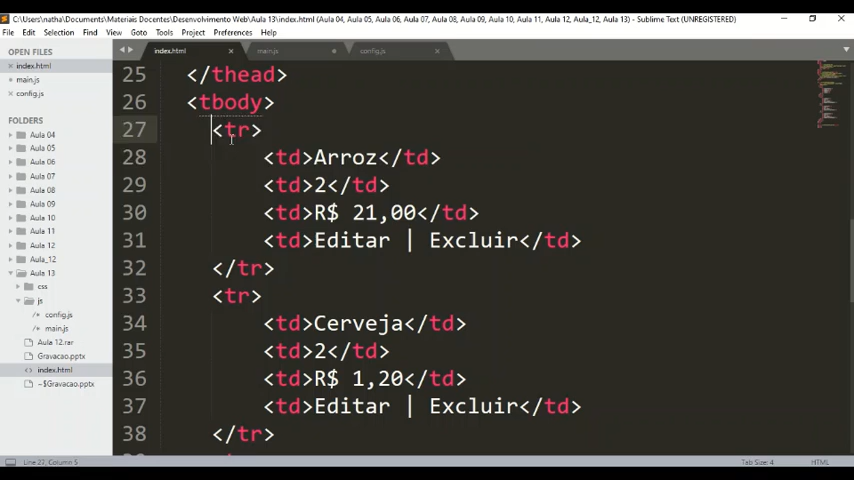 C:\Users\natha\Documents\Materiais Docentes\Desenvolvimento Web\Aula 13\index.html (Aula 04, Aula 05, Aula 06, Aula 07, Aula 08, Aula 09, Aula 10, Aula 11, Aula 12, Aula_12, Aula 13) - Sublime Text (UNREGISTERED)
File Edit Selection Find View Goto Tools Project Preferences Help
OPEN FILES
index.html
main.js
config.js
FOLDERS
Aula 04
Aula 05
Aula 06
Aula 07
Aula 08
Aula 09
Aula 10
Aula 11
Aula 12
Aula_12
Aula 13
css
js
config.js
main.js
Aula 12.rar
Gravacao.pptx
index.html
~$Gravacao.pptx
index.html main.js config.js
25 </thead>
26 <tbody>
27 <tr>
28 <td>Arroz</td>
29 <td>2</td>
30 <td>R$ 21,00</td>
31 <td>Editar | Excluir</td>
32 </tr>
33 <tr>
34 <td>Cerveja</td>
35 <td>2</td>
36 <td>R$ 1,20</td>
37 <td>Editar | Excluir</td>
38 </tr>
Line 27, Column 5 Tab Size: 4 HTML